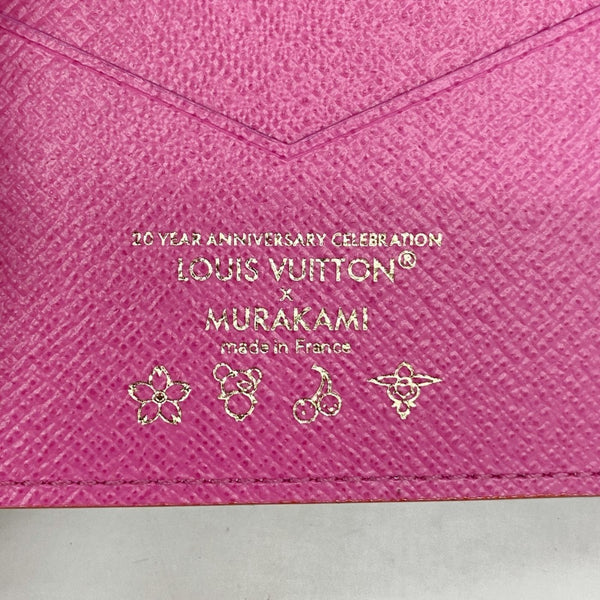 20 YEAR ANNIVERSARY CELEBRATION
LOUIS VUITTON®
x
MURAKAMI
made in France